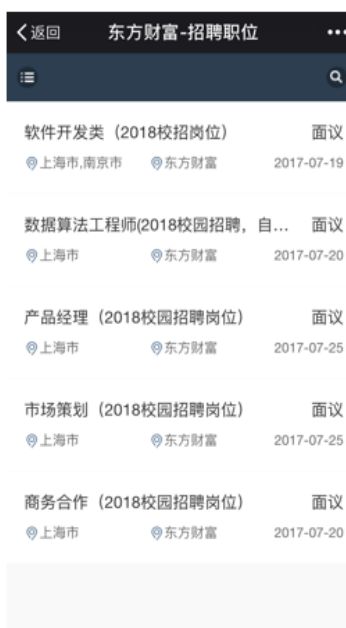 返回 东方财富-招聘职位
软件开发类（2018校招岗位） 面议
上海市,南京市 东方财富 2017-07-19
数据算法工程师(2018校园招聘，自... 面议
上海市 东方财富 2017-07-20
产品经理（2018校园招聘岗位） 面议
上海市 东方财富 2017-07-25
市场策划（2018校园招聘岗位） 面议
上海市 东方财富 2017-07-25
商务合作（2018校园招聘岗位） 面议
上海市 东方财富 2017-07-20